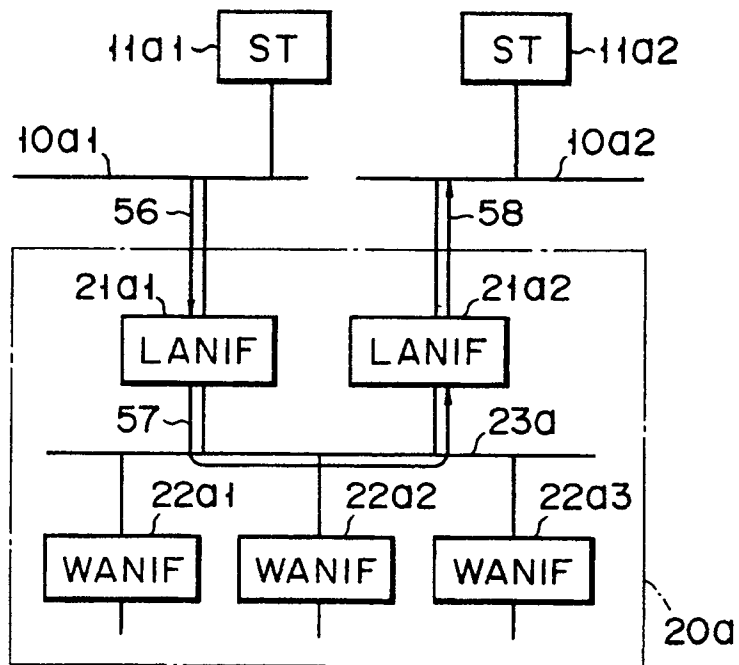 11a1 ST ST 11a2
10a1 10a2
56 58
21a1 21a2
LANIF LANIF
57 23a
22a1 22a2 22a3
WANIF WANIF WANIF
20a